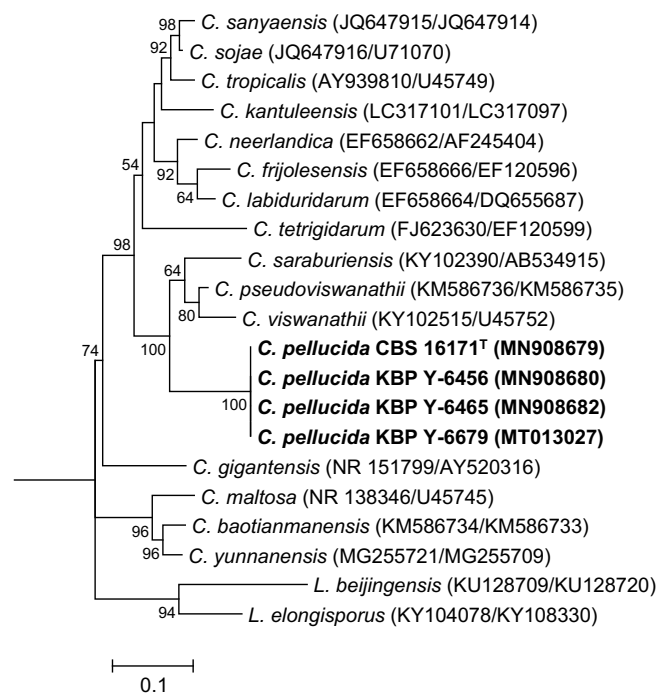 98
C. sanyaensis (JQ647915/JQ647914)
92
C. sojae (JQ647916/U71070)
C. tropicalis (AY939810/U45749)
C. kantuleensis (LC317101/LC317097)
C. neerlandica (EF658662/AF245404)
54
92
C. frijolesensis (EF658666/EF120596)
64
C. labiduridarum (EF658664/DQ655687)
C. tetrigidarum (FJ623630/EF120599)
98
C. saraburiensis (KY102390/AB534915)
64
C. pseudoviswanathii (KM586736/KM586735)
80
C. viswanathii (KY102515/U45752)
100
74
C. pellucida CBS 16171ᵀ (MN908679)
C. pellucida KBP Y-6456 (MN908680)
100
C. pellucida KBP Y-6465 (MN908682)
C. pellucida KBP Y-6679 (MT013027)
C. gigantensis (NR 151799/AY520316)
C. maltosa (NR 138346/U45745)
96
C. baotianmanensis (KM586734/KM586733)
96
C. yunnanensis (MG255721/MG255709)
L. beijingensis (KU128709/KU128720)
94
L. elongisporus (KY104078/KY108330)
0.1